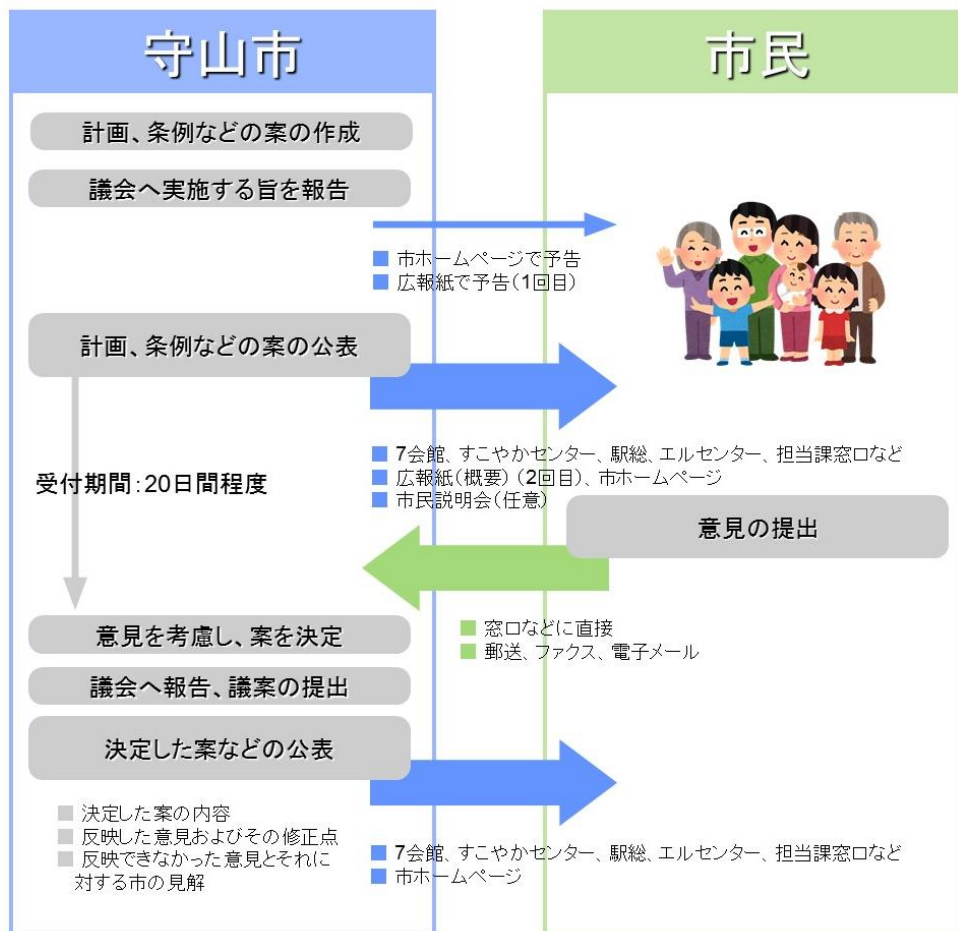 守山市
市民
計画、条例などの案の作成
議会へ実施する旨を報告
■ 市ホームページで予告
■ 広報紙で予告(1回目)
計画、条例などの案の公表
■ 7会館、すこやかセンター、駅総、エルセンター、担当課窓口など
■ 広報紙(概要)(2回目)、市ホームページ
■ 市民説明会(任意)
受付期間:20日間程度
意見の提出
■ 窓口などに直接
■ 郵送、ファクス、電子メール
意見を考慮し、案を決定
議会へ報告、議案の提出
決定した案などの公表
■ 決定した案の内容
■ 反映した意見およびその修正点
■ 反映できなかった意見とそれに
対する市の見解
■ 7会館、すこやかセンター、駅総、エルセンター、担当課窓口など
■ 市ホームページ